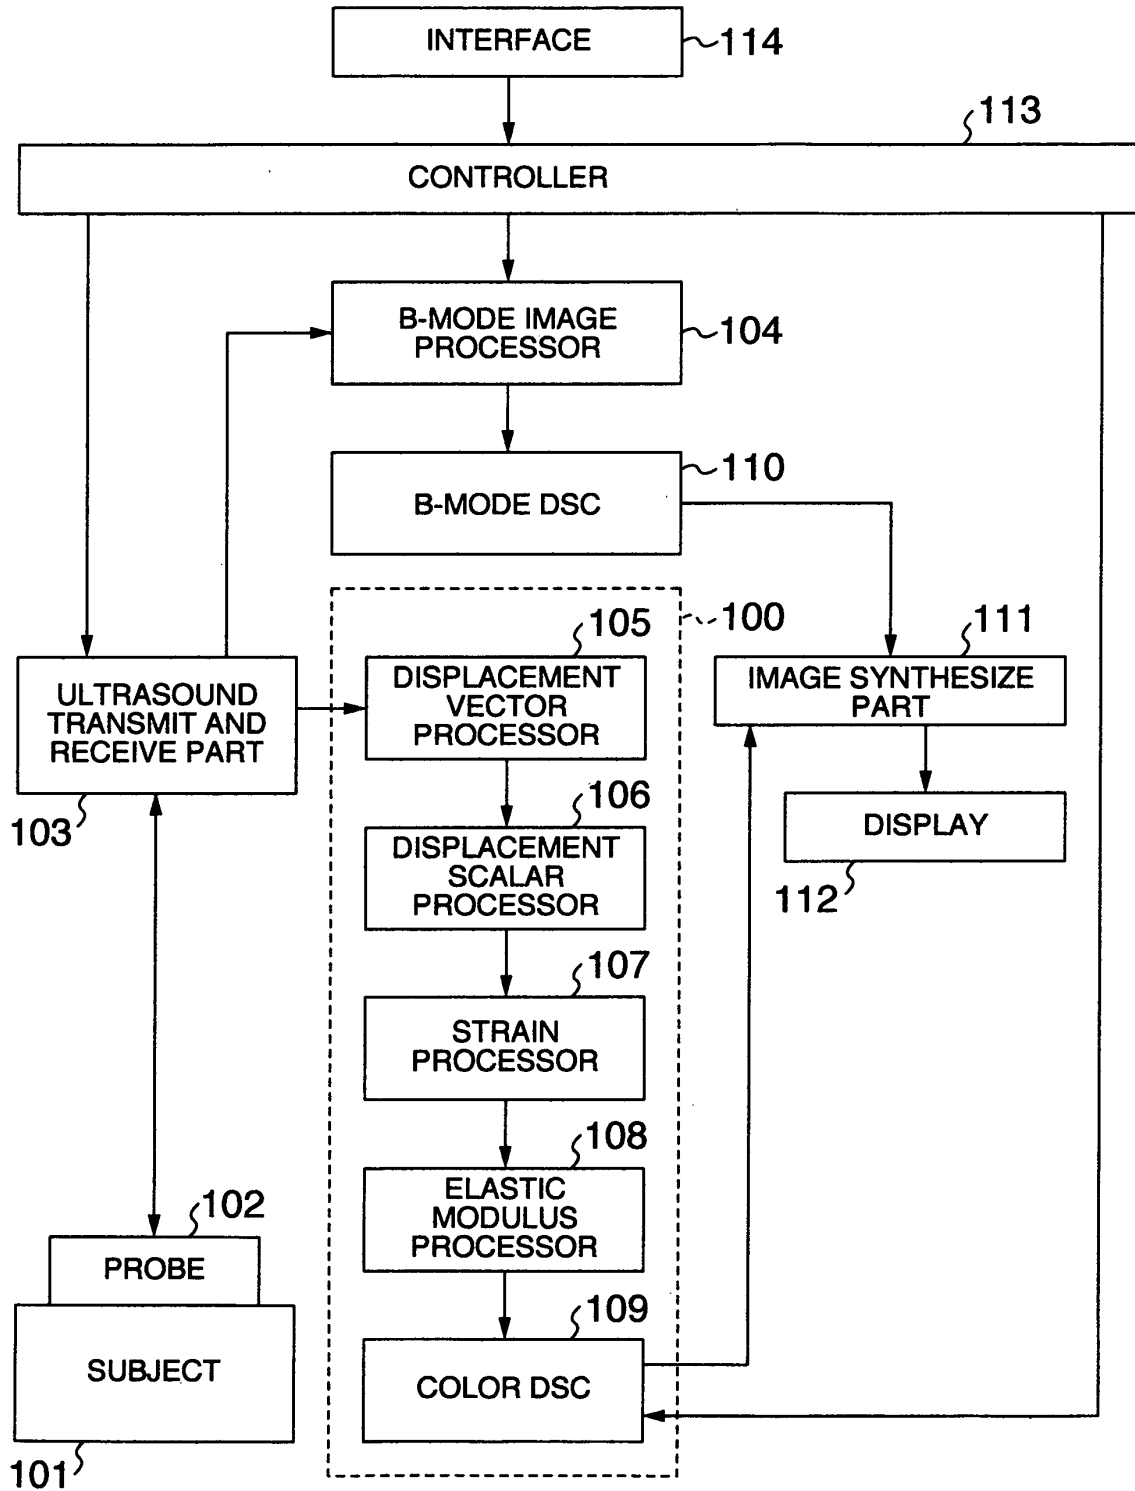 INTERFACE
114
113
CONTROLLER
B-MODE IMAGE
PROCESSOR
104
B-MODE DSC
110
100
105
DISPLACEMENT
VECTOR
PROCESSOR
111
IMAGE SYNTHESIZE
PART
ULTRASOUND
TRANSMIT AND
RECEIVE PART
103
106
DISPLACEMENT
SCALAR
PROCESSOR
DISPLAY
112
107
STRAIN
PROCESSOR
108
ELASTIC
MODULUS
PROCESSOR
102
PROBE
SUBJECT
101
109
COLOR DSC